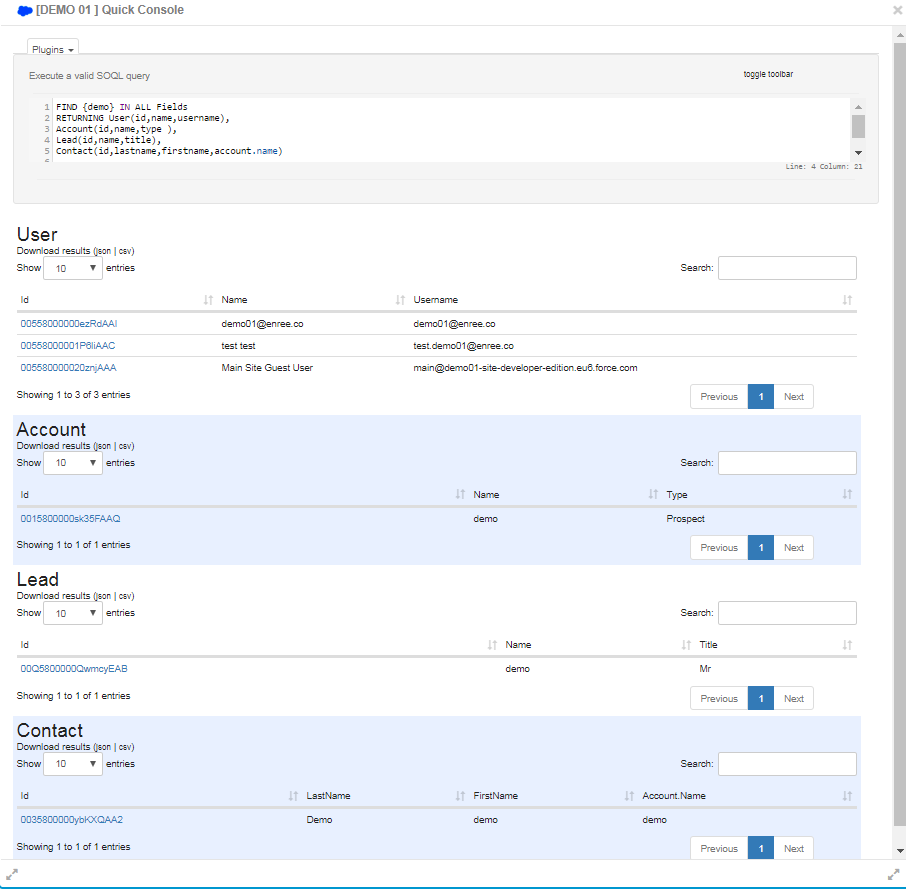 [DEMO 01 ] Quick Console
Plugins
Execute a valid SOQL query
toggle toolbar
1 FIND {demo} IN ALL Fields
2 RETURNING User(id,name,username),
3 Account(id,name,type ),
4 Lead(id,name,title),
5 Contact(id,lastname,firstname,account.name)
Line: 4 Column: 21
User
Download results (json | csv)
Show 10 entries Search:
Id Name Username
00558000000ezRdAAI demo01@enree.co demo01@enree.co
00558000001P6liAAC test test test.demo01@enree.co
005580000020znjAAA Main Site Guest User main@demo01-site-developer-edition.eu6.force.com
Showing 1 to 3 of 3 entries Previous 1 Next
Account
Download results (json | csv)
Show 10 entries Search:
Id Name Type
0015800000sk35FAAQ demo Prospect
Showing 1 to 1 of 1 entries Previous 1 Next
Lead
Download results (json | csv)
Show 10 entries Search:
Id Name Title
00Q5800000QwmcyEAB demo Mr
Showing 1 to 1 of 1 entries Previous 1 Next
Contact
Download results (json | csv)
Show 10 entries Search:
Id LastName FirstName Account.Name
0035800000ybKXQAA2 Demo demo demo
Showing 1 to 1 of 1 entries Previous 1 Next